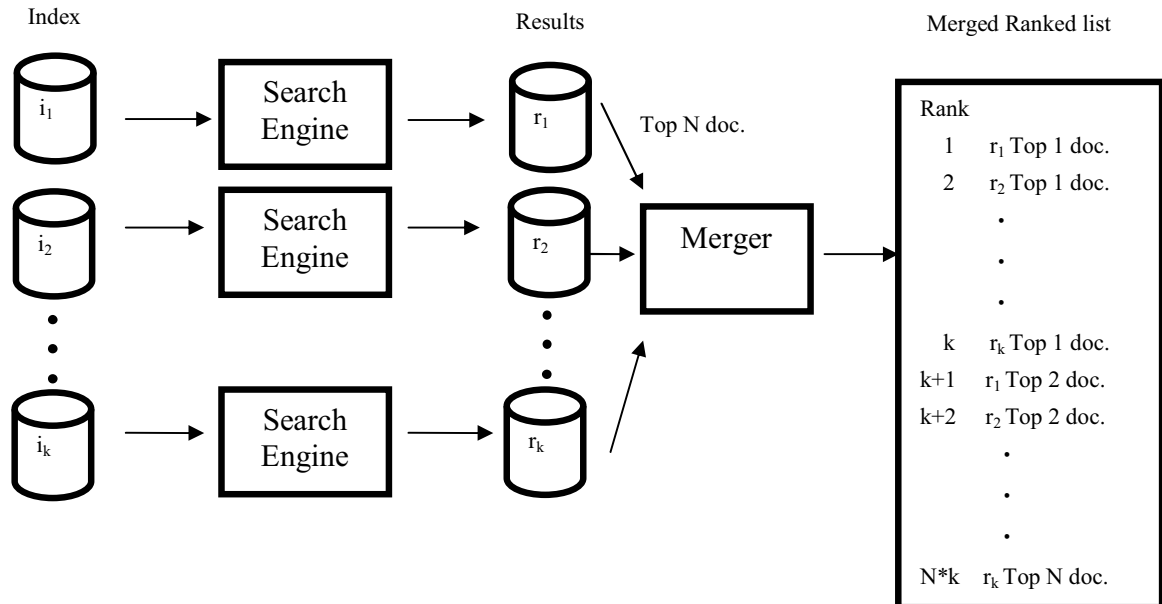 Index
Results
Merged Ranked list
i₁
Search
Engine
r₁
Top N doc.
i₂
Search
Engine
r₂
Merger
iₖ
Search
Engine
rₖ
Rank
1 r₁ Top 1 doc.
2 r₂ Top 1 doc.
.
.
.
k rₖ Top 1 doc.
k+1 r₁ Top 2 doc.
k+2 r₂ Top 2 doc.
.
.
.
N*k rₖ Top N doc.